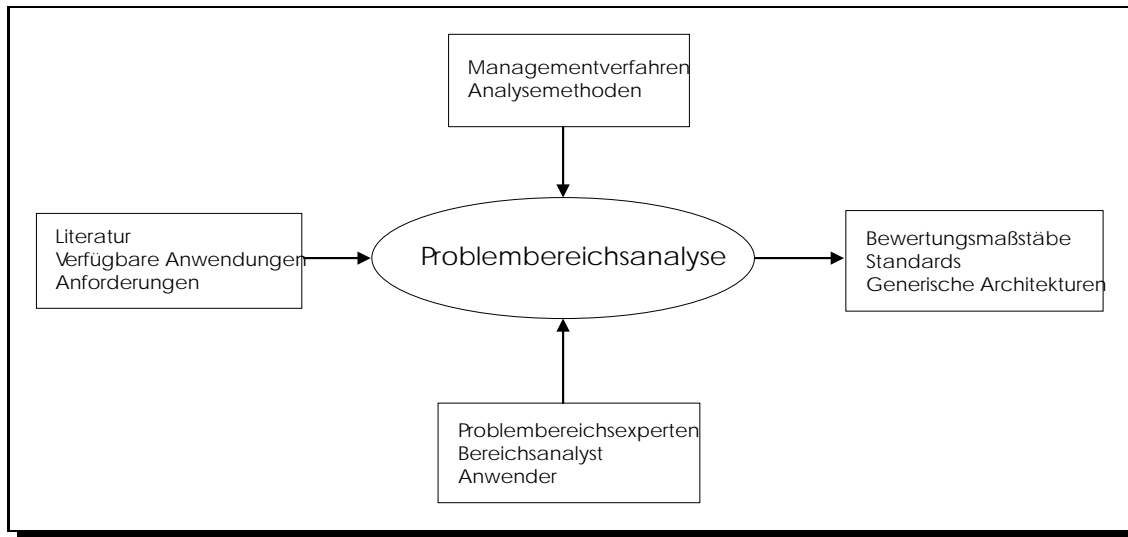 Managementverfahren
Analysemethoden
Literatur
Verfügbare Anwendungen
Anforderungen
Problembereichsanalyse
Bewertungsmaßstäbe
Standards
Generische Architekturen
Problembereichsexperten
Bereichsanalyst
Anwender